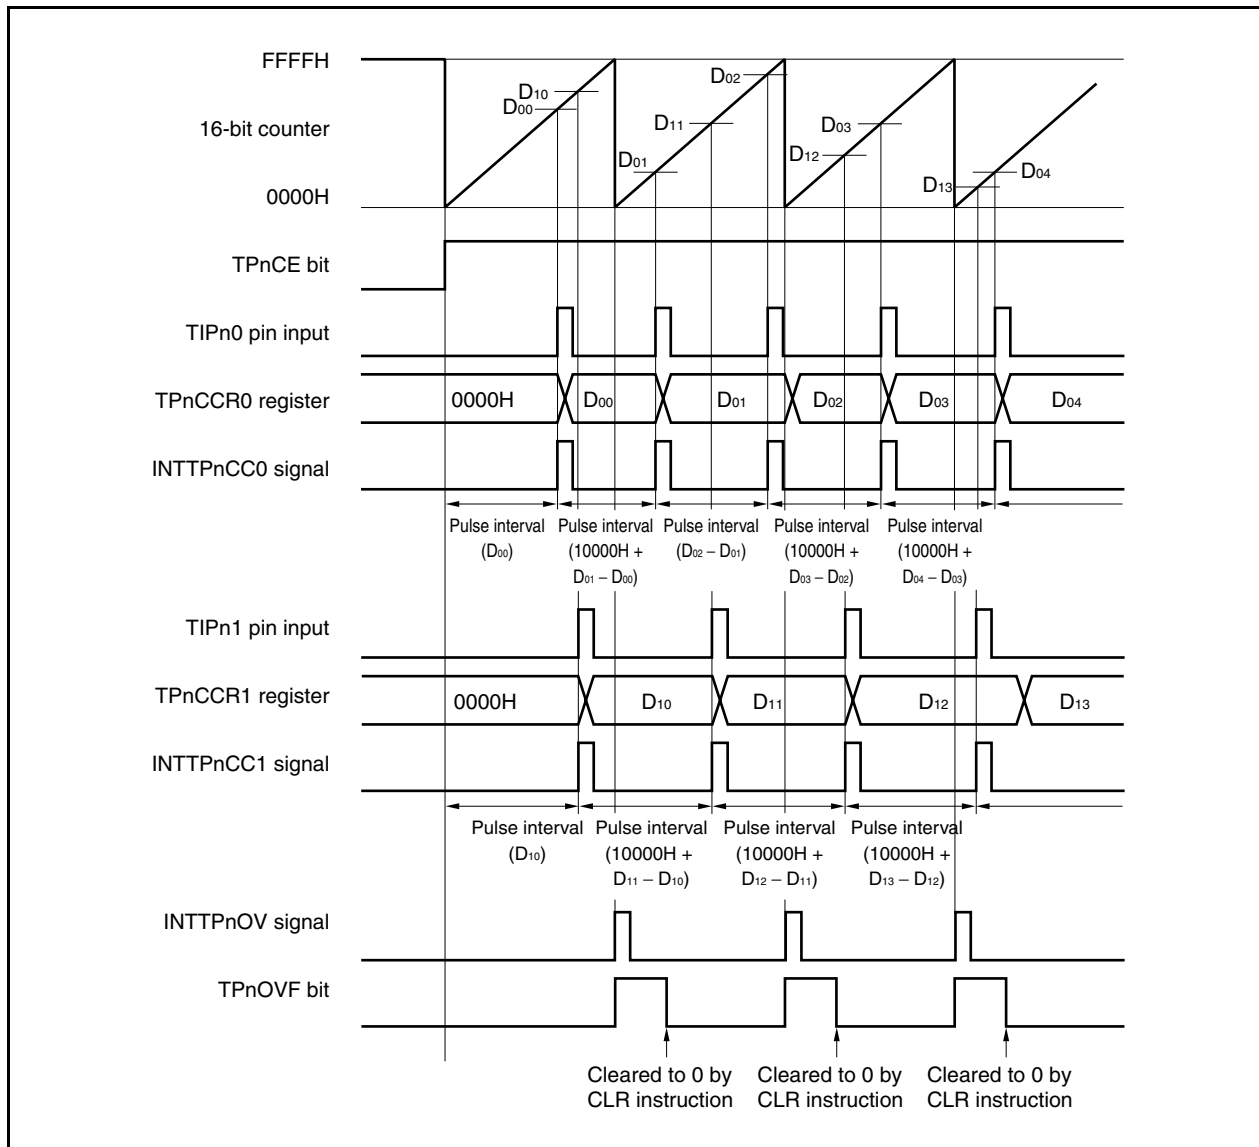 FFFFH
16-bit counter
0000H
D10
D00
D01
D11
D02
D12
D03
D13
D04
TPnCE bit
TIPn0 pin input
TPnCCR0 register
0000H
D00
D01
D02
D03
D04
INTTPnCC0 signal
Pulse interval
(D00)
Pulse interval
(10000H +
D01 – D00)
Pulse interval
(D02 – D01)
Pulse interval
(10000H +
D03 – D02)
Pulse interval
(10000H +
D04 – D03)
TIPn1 pin input
TPnCCR1 register
0000H
D10
D11
D12
D13
INTTPnCC1 signal
Pulse interval
(D10)
Pulse interval
(10000H +
D11 – D10)
Pulse interval
(10000H +
D12 – D11)
Pulse interval
(10000H +
D13 – D12)
INTTPnOV signal
TPnOVF bit
Cleared to 0 by
CLR instruction
Cleared to 0 by
CLR instruction
Cleared to 0 by
CLR instruction